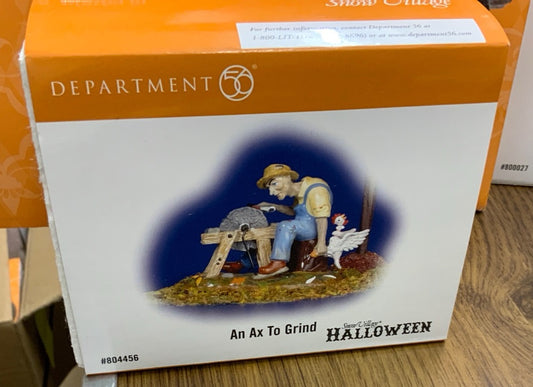 Snow Village
For further information, contact Department 56 at
or at www.department56.com
DEPARTMENT 56
#800027
An Ax To Grind
Snow Village
HALLOWEEN
#804456